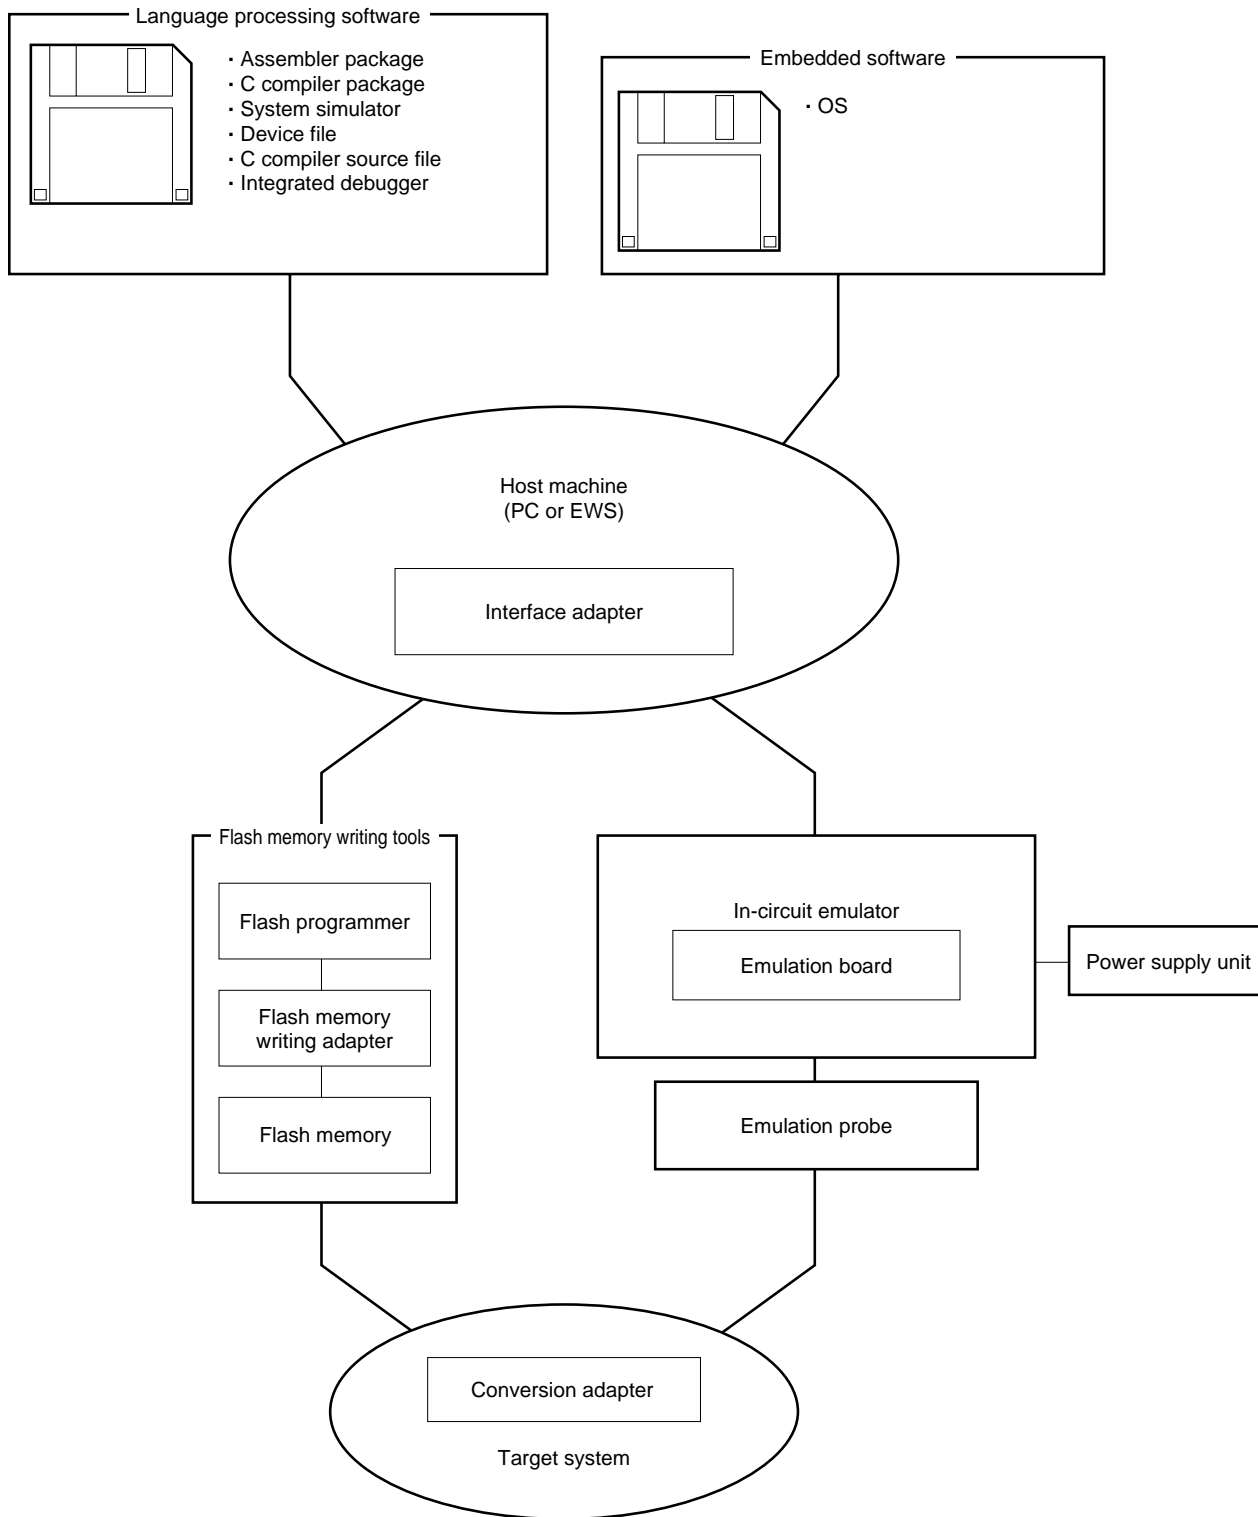 Language processing software
· Assembler package
· C compiler package
· System simulator
· Device file
· C compiler source file
· Integrated debugger
Embedded software
· OS
Host machine
(PC or EWS)
Interface adapter
Flash memory writing tools
Flash programmer
Flash memory
writing adapter
Flash memory
In-circuit emulator
Emulation board
Power supply unit
Emulation probe
Conversion adapter
Target system